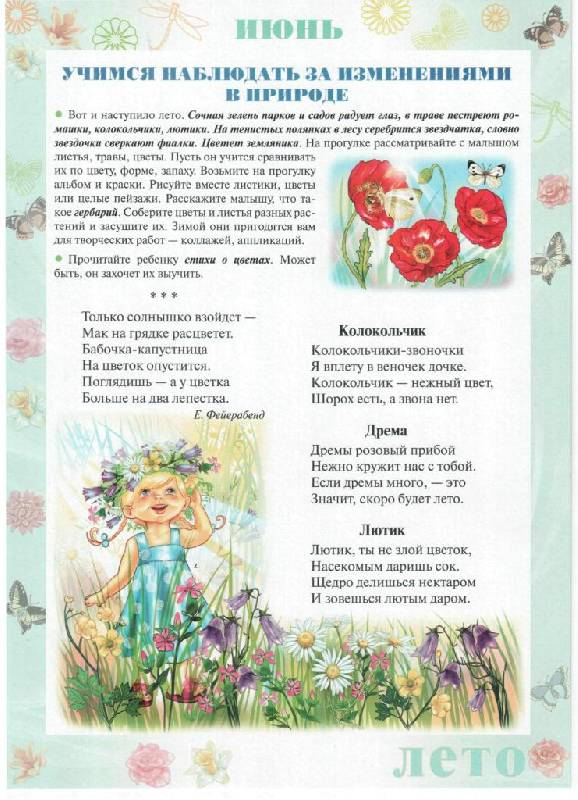 ИЮНЬ
УЧИМСЯ НАБЛЮДАТЬ ЗА ИЗМЕНЕНИЯМИ
В ПРИРОДЕ
• Вот и наступило лето. Сочная зелень парков и садов радует глаз, в траве пестреют ро-
машки, колокольчики, лютики. На тенистых полянках в лесу серебрится звездчатка, словно
звездочки сверкают фиалки. Цветет земляника. На прогулке рассматривайте с малышом
листья, травы, цветы. Пусть он учится сравнивать
их по цвету, форме, запаху. Возьмите на прогулку
альбом и краски. Рисуйте вместе листики, цветы
или целые пейзажи. Расскажите малышу, что та-
кое гербарий. Соберите цветы и листья разных рас-
тений и засушите их. Зимой они пригодятся вам
для творческих работ — коллажей, аппликаций.
• Прочитайте ребенку стихи о цветах. Может
быть, он захочет их выучить.
* * *
Только солнышко взойдет —
Мак на грядке расцветет.
Бабочка-капустница
На цветок опустится.
Поглядишь — а у цветка
Больше на два лепестка.
Е. Фейерабенд
Колокольчик
Колокольчики-звоночки
Я вплету в веночек дочке.
Колокольчик — нежный цвет,
Шорох есть, а звона нет.
Дрема
Дремы розовый прибой
Нежно кружит нас с тобой.
Если дремы много, — это
Значит, скоро будет лето.
Лютик
Лютик, ты не злой цветок,
Насекомым даришь сок.
Щедро делишься нектаром
И зовешься лютым даром.
лето